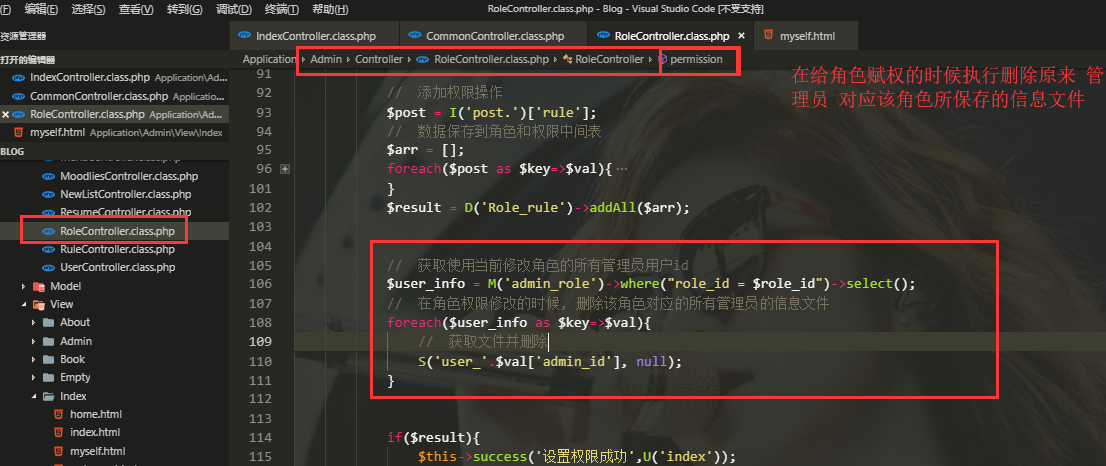 (F) 编辑(E) 选择(S) 查看(V) 转到(G) 调试(D) 终端(T) 帮助(H) RoleController.class.php - Blog - Visual Studio Code [不受支持]
资源管理器
打开的编辑器
IndexController.class.php Application\Ad...
CommonController.class.php Application\...
RoleController.class.php Application\Adm...
myself.html Application\Admin\View\Index
BLOG
MoodliesController.class.php
NewListController.class.php
ResumeController.class.php
RoleController.class.php
RuleController.class.php
UserController.class.php
Model
View
About
Admin
Book
Empty
Index
home.html
index.html
myself.html
IndexController.class.php CommonController.class.php RoleController.class.php myself.html
Application Admin Controller RoleController.class.php RoleController permission
在给角色赋权的时候执行删除原来 管
理员 对应该角色所保存的信息文件
91
92 // 添加权限操作
93 $post = I('post.')['rule'];
94 // 数据保存到角色和权限中间表
95 $arr = [];
96 foreach($post as $key=>$val){ ...
101 }
102 $result = D('Role_rule')->addAll($arr);
103
104
105 // 获取使用当前修改角色的所有管理员用户id
106 $user_info = M('admin_role')->where("role_id = $role_id")->select();
107 // 在角色权限修改的时候, 删除该角色对应的所有管理员的信息文件
108 foreach($user_info as $key=>$val){
109 // 获取文件并删除
110 S('user_'.$val['admin_id'], null);
111 }
112
113
114 if($result){
115 $this->success('设置权限成功',U('index'));